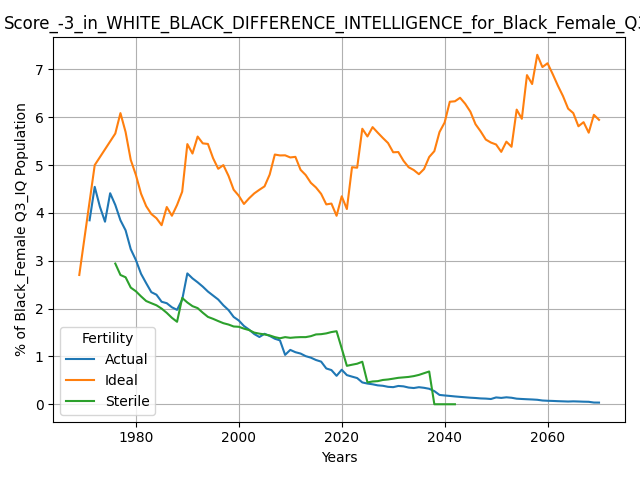 Score_-3_in_WHITE_BLACK_DIFFERENCE_INTELLIGENCE_for_Black_Female_Q3
% of Black_Female Q3_IQ Population
7
6
5
4
3
2
1
0
Fertility
Actual
Ideal
Sterile
1980
2000
2020
2040
2060
Years